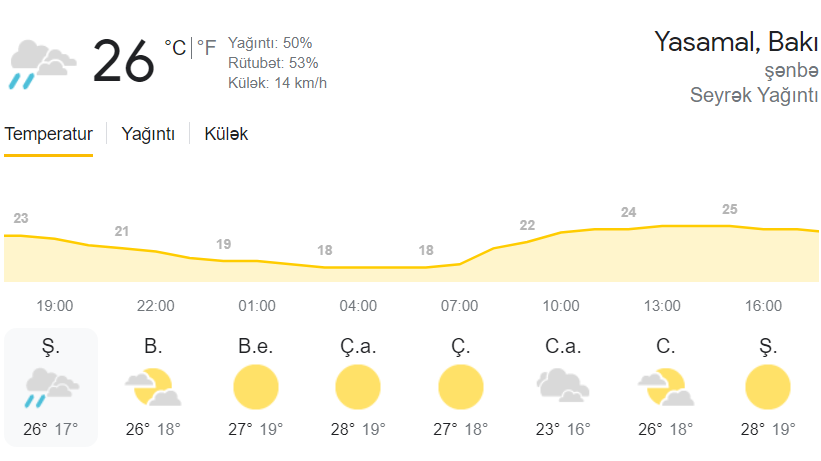 26 °C | °F
Yağıntı: 50%
Rütubət: 53%
Külək: 14 km/h
Yasamal, Bakı
şənbə
Seyrək Yağıntı
Temperatur Yağıntı Külək
23 21 19 18 18 22 24 25
19:00 22:00 01:00 04:00 07:00 10:00 13:00 16:00
Ş. B. B.e. Ç.a. Ç. C.a. C. Ş.
26° 17° 26° 18° 27° 19° 28° 19° 27° 18° 23° 16° 26° 18° 28° 19°